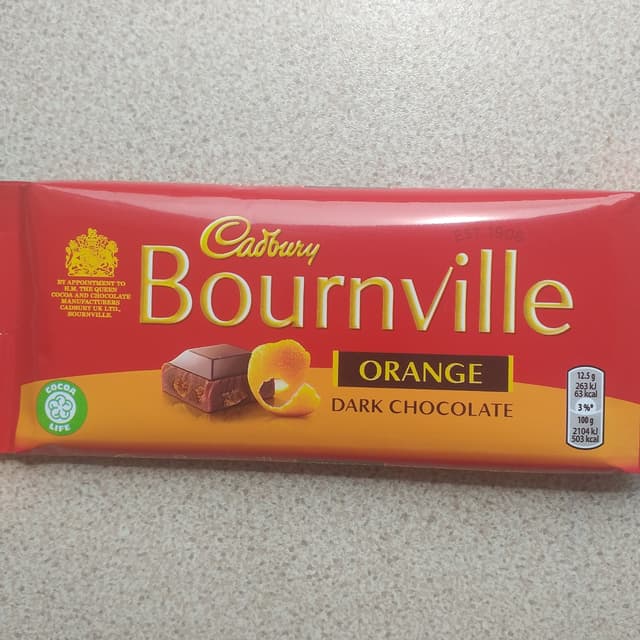 Cadbury
EST 1908
Bournville
BY APPOINTMENT TO
H.M. THE QUEEN
COCOA AND CHOCOLATE
MANUFACTURERS
CADBURY UK LTD.,
BOURNVILLE.
ORANGE
DARK CHOCOLATE
COCOA
LIFE
12.5 g
263 kJ
63 kcal
3 %*
100 g
2104 kJ
503 kcal